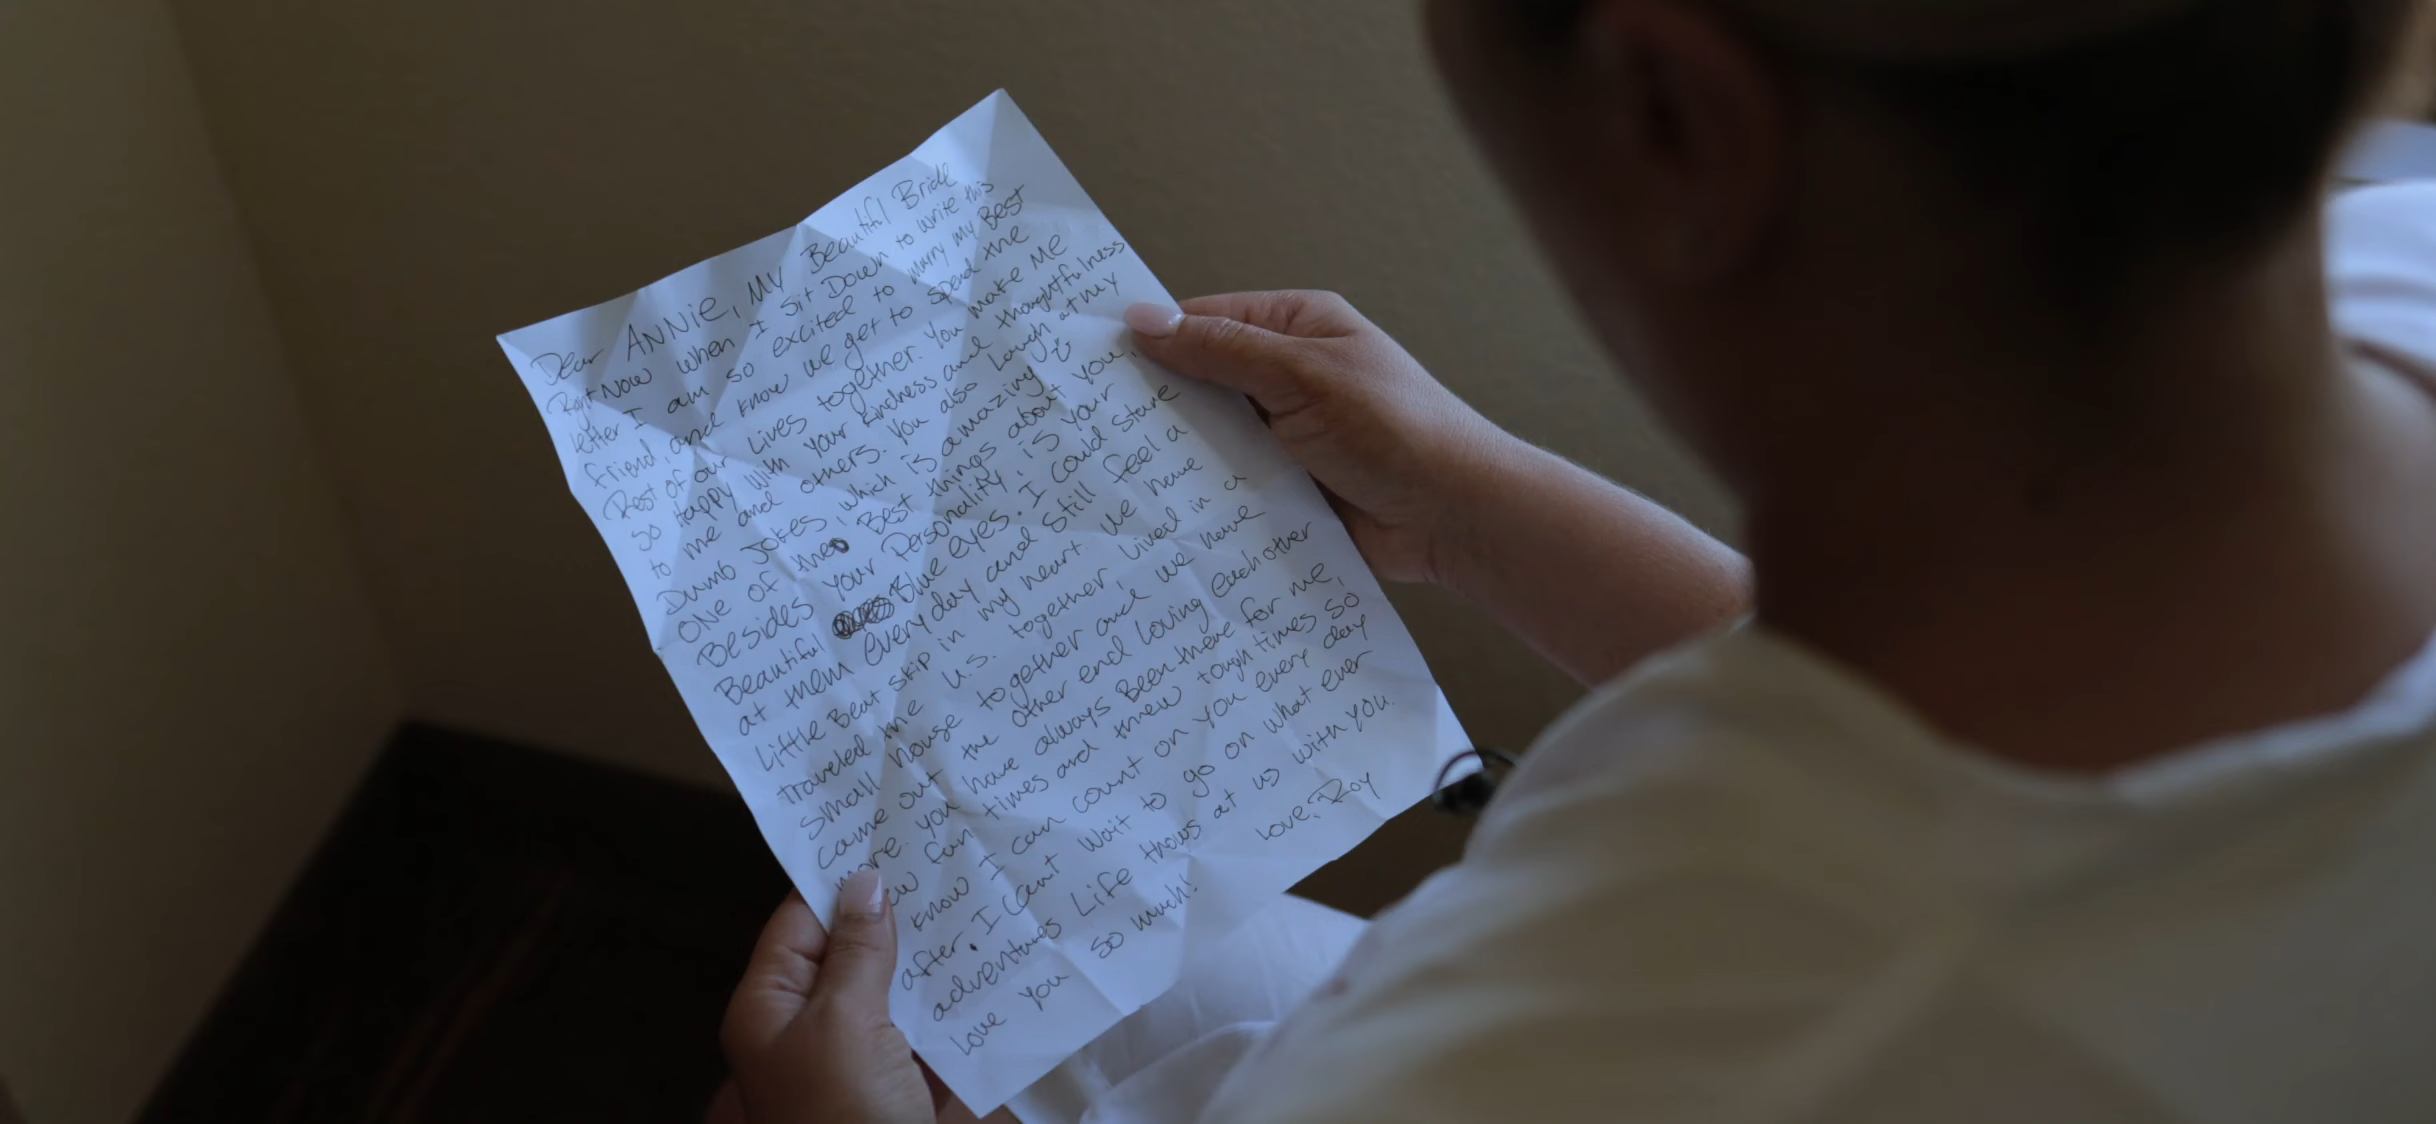 Dear ANNIE, MY Beautiful Bride
Right Now when I Sit Down to write this
letter I am so excited to marry my Best
friend, and know we get to spend the
Rest of our Lives together. You make Me
so Happy With your kindness and thoughtfulness
to me and others. You also Laugh at my
Dumb Jokes, which is amazing
ONE of the Best things about you,
Besides your Personality, is your
Beautiful Blue eyes. I could stare
at them everyday and still feel a
Little Beat skip in my heart. We have
traveled the U.S. together, lived in a
small house together and we have
came out the other end loving each other
more. you have always Been there for me,
fun times and threw tough times so
know I can count on you every day
after. I Can't wait to go on what ever
adventures Life thows at us with you.
Love you so much!
Love, Roy